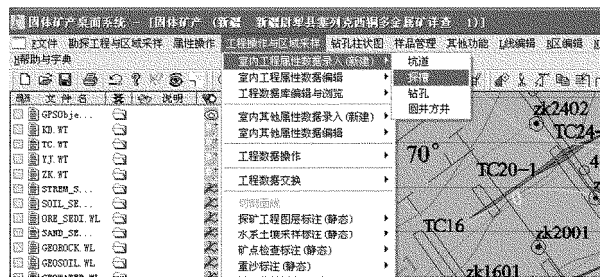 固体矿产桌面系统 - [固体矿产 (新疆 新疆尉犁县塞列克西铜多金属矿详查 1)]
文件 勘探工程与区域采样 属性操作 工程操作与区域采样 钻孔柱状图 样品管理 其他功能 L线编辑 R区编辑
H帮助与字典
室内工程属性数据录入(新建)
坑道
探槽
钻孔
圆井方井
室内工程属性数据编辑
工程数据库编辑与浏览
室内其他属性数据录入(新建)
室内其他属性数据编辑
工程数据操作
工程数据交换
探矿工程图层标注(静态)
水系土壤采样标注(静态)
矿点检查标注(静态)
重沙标注(静态)
文件名 说明
GPSObje...
KD.WT
TC.WT
YJ.WT
ZK.WT
STREM_S...
SOIL_SE...
ORE_SEDI.WL
SAND_SE...
GEOROCK.WL
GEOSOIL.WL
zk2402
TC24-
70°
TC20-1
4
TC16
zk2001
zk1601